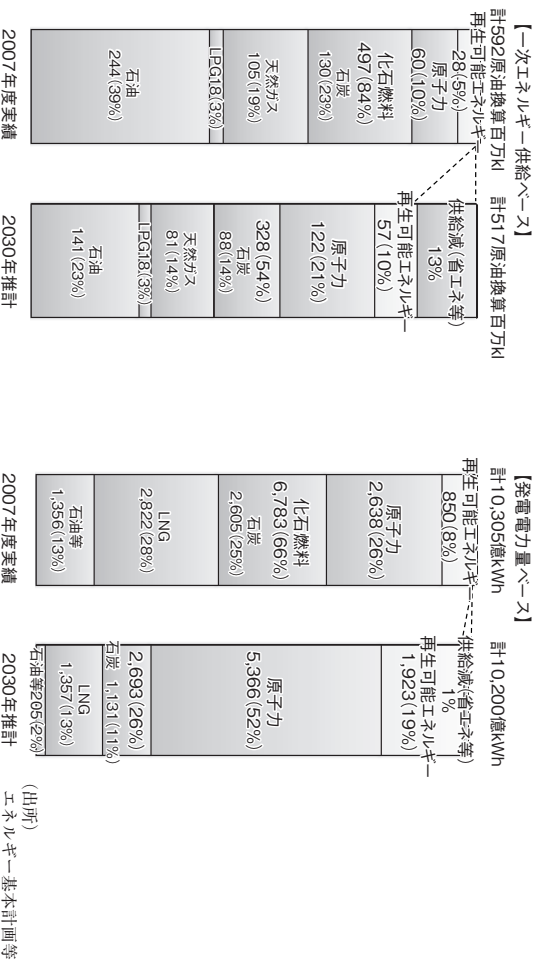 【一次エネルギー供給ベース】
計592原油換算百万kl
再生可能エネルギー
28(5%)
原子力
60(10%)
化石燃料
497(84%)
石炭
130(23%)
天然ガス
105(19%)
LPG18(3%)
石油
244(39%)
2007年度実績
計517原油換算百万kl
供給減(省エネ等)
13%
再生可能エネルギー
57(10%)
原子力
122(21%)
328(54%)
石炭
88(14%)
天然ガス
81(14%)
LPG18(3%)
石油
141(23%)
2030年推計
【発電電力量ベース】
計10,305億kWh
再生可能エネルギー
850(8%)
原子力
2,638(26%)
化石燃料
6,783(66%)
石炭
2,605(25%)
LNG
2,822(28%)
石油等
1,356(13%)
2007年度実績
計10,200億kWh
供給減(省エネ等)
1%
再生可能エネルギー
1,923(19%)
原子力
5,366(52%)
2,693(26%)
石炭 1,131(11%)
LNG
1,357(13%)
石油等205(2%)
2030年推計
(出所)
エネルギー基本計画等